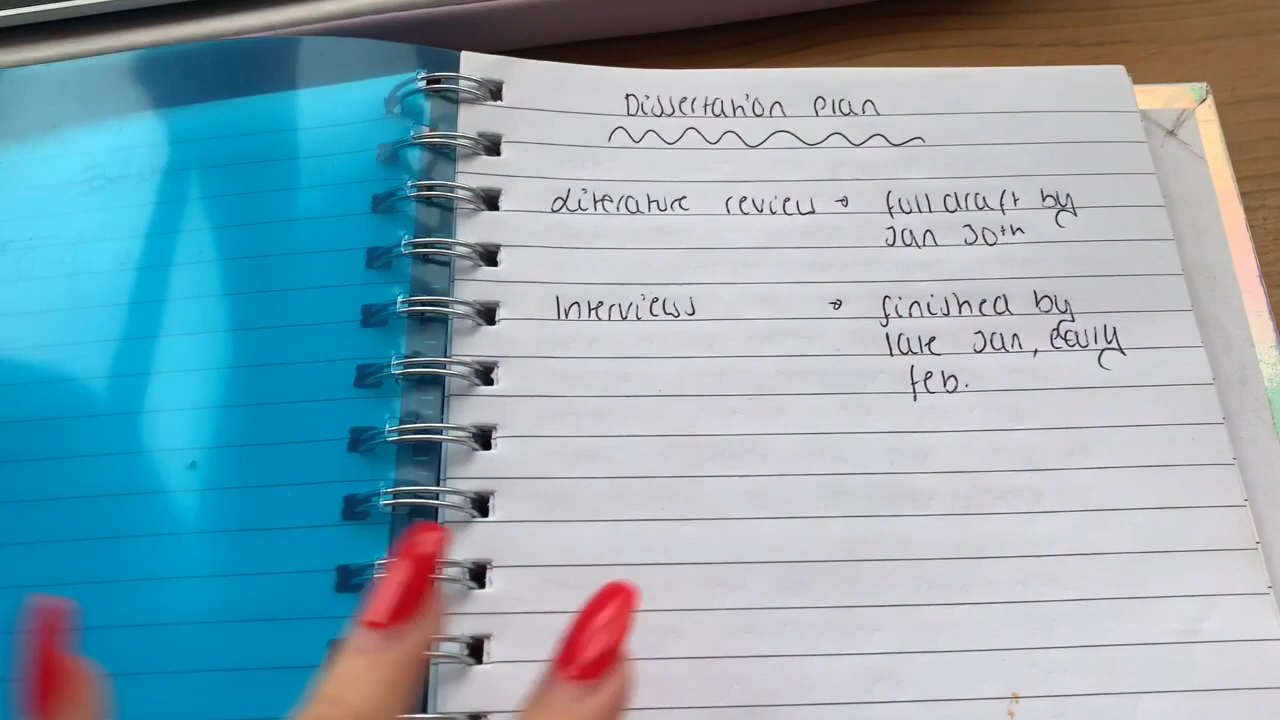 Dissertation plan
literature review → full draft by
Jan 30th
Interviews → finished by
late Jan, early
feb.